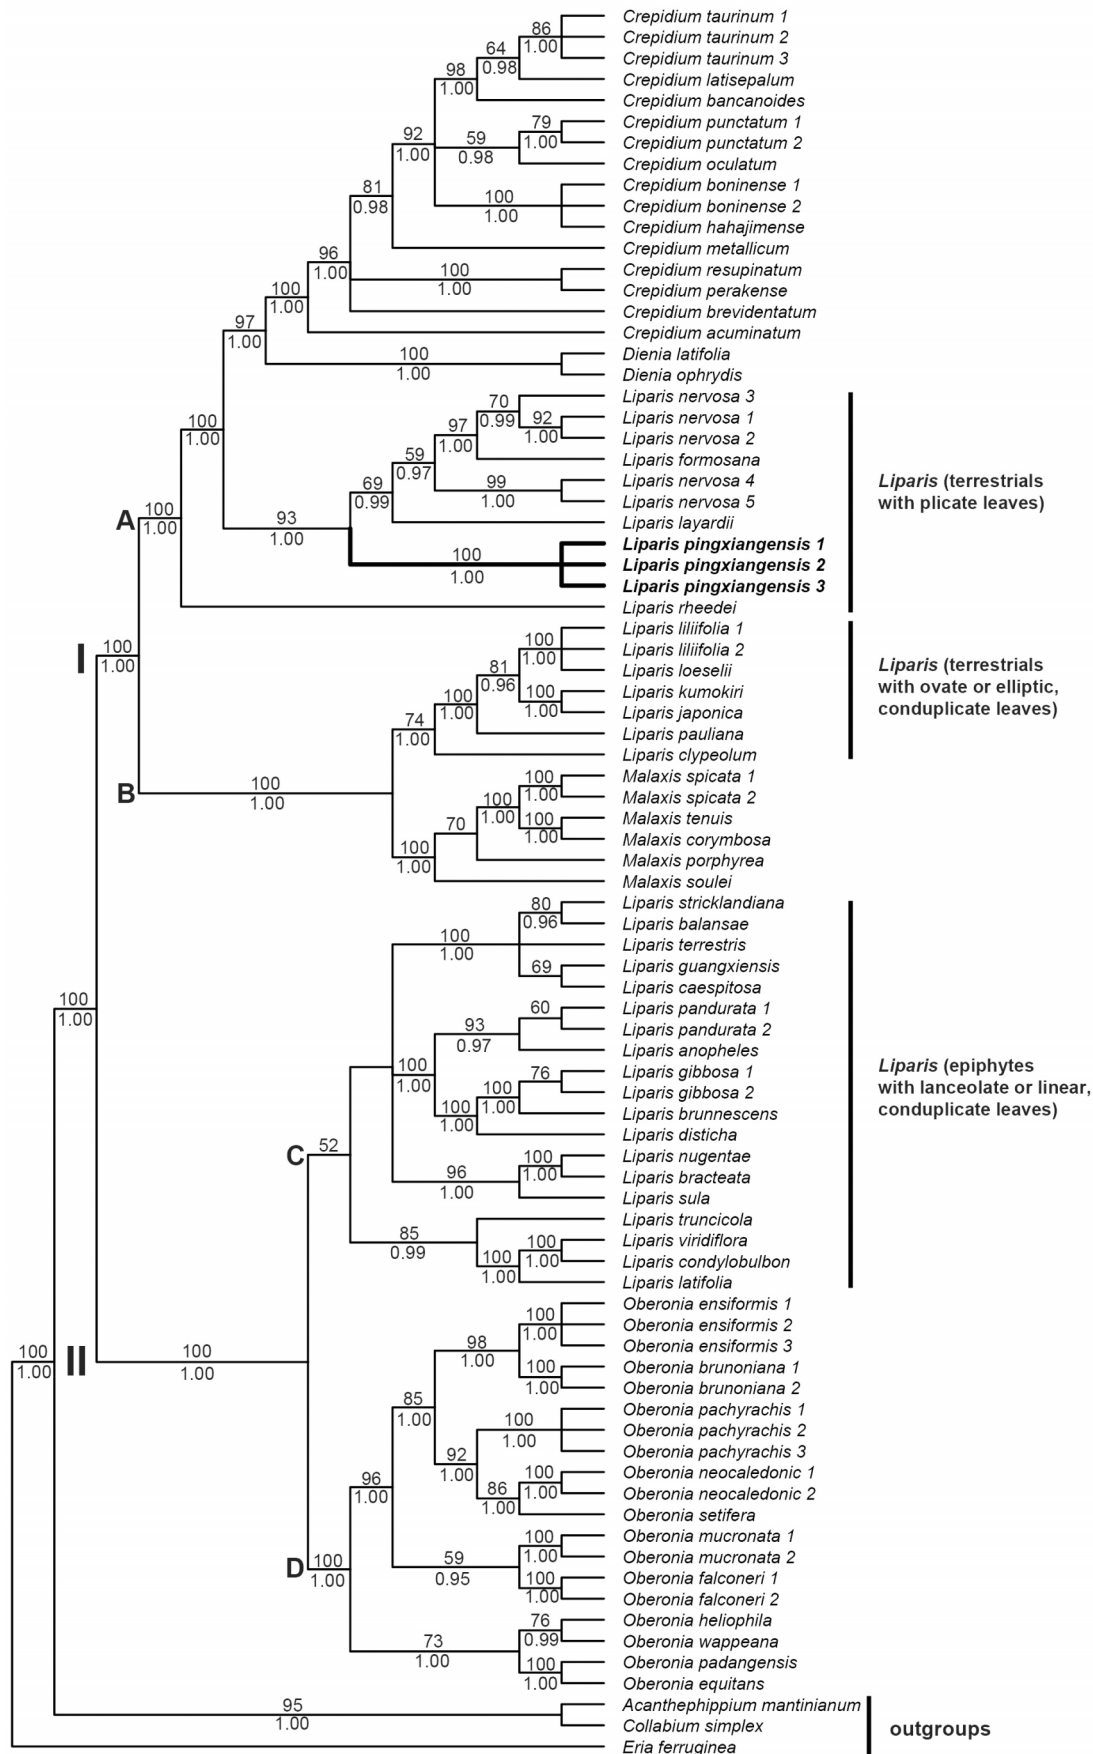 Crepidium taurinum 1
86
Crepidium taurinum 2
1.00
64
Crepidium taurinum 3
0.98
98
Crepidium latisepalum
1.00
Crepidium bancanoides
79
Crepidium punctatum 1
92
59
1.00
Crepidium punctatum 2
1.00
0.98
Crepidium oculatum
81
Crepidium boninense 1
100
0.98
Crepidium boninense 2
1.00
Crepidium hahajimense
96
Crepidium metallicum
1.00
100
Crepidium resupinatum
100
1.00
Crepidium perakense
1.00
Crepidium brevidentatum
97
Crepidium acuminatum
1.00
100
Dienia latifolia
1.00
Dienia ophrydis
70
Liparis nervosa 3
100
97
0.99
92
Liparis nervosa 1
1.00
1.00
1.00
Liparis nervosa 2
59
Liparis formosana
0.97
69
99
Liparis nervosa 4
Liparis (terrestrials
0.99
1.00
Liparis nervosa 5
with plicate leaves)
A
100
93
Liparis layardii
1.00
1.00
Liparis pingxiangensis 1
100
Liparis pingxiangensis 2
1.00
Liparis pingxiangensis 3
Liparis rheedei
Liparis liliifolia 1
I
100
100
Liparis liliifolia 2
1.00
1.00
81
Liparis loeselii
Liparis (terrestrials
0.96
100
100
Liparis kumokiri
with ovate or elliptic,
1.00
1.00
Liparis japonica
conduplicate leaves)
74
Liparis pauliana
1.00
Liparis clypeolum
B
100
100
Liparis malaxis spicata 1
1.00
1.00
Malaxis spicata 2
100
1.00
100
Malaxis tenuis
70
1.00
Malaxis corymbosa
100
Malaxis porphyrea
1.00
Malaxis soulei
80
Liparis stricklandiana
0.96
Liparis balansae
100
Liparis terrestris
1.00
69
Liparis guangxiensis
Liparis caespitosa
100
60
Liparis pandurata 1
1.00
93
Liparis pandurata 2
0.97
Liparis anopheles
100
76
Liparis gibbosa 1
Liparis (epiphytes
1.00
100
Liparis gibbosa 2
with lanceolate or linear,
100
1.00
Liparis brunnescens
conduplicate leaves)
1.00
Liparis disticha
C
52
100
Liparis nugentae
96
1.00
Liparis bracteata
1.00
Liparis sula
Liparis truncicola
85
100
Liparis viridiflora
0.99
100
1.00
Liparis condylobulbon
1.00
Liparis latifolia
Oberonia ensiformis 1
100
Oberonia ensiformis 2
98
1.00
Oberonia ensiformis 3
100
II
100
1.00
100
Oberonia brunoniana 1
1.00
1.00
1.00
Oberonia brunoniana 2
85
Oberonia pachyrachis 1
1.00
100
Oberonia pachyrachis 2
1.00
Oberonia pachyrachis 3
92
100
Oberonia neocaledonic 1
96
1.00
1.00
Oberonia neocaledonic 2
1.00
86
1.00
Oberonia setifera
100
Oberonia mucronata 1
59
1.00
Oberonia mucronata 2
D
100
0.95
100
Oberonia falconeri 1
1.00
1.00
Oberonia falconeri 2
76
Oberonia heliophila
73
0.99
Oberonia wappeana
1.00
100
Oberonia padangensis
1.00
Oberonia equitans
95
Acanthephippium mantinianum
1.00
Collabium simplex
outgroups
Eria ferruginea